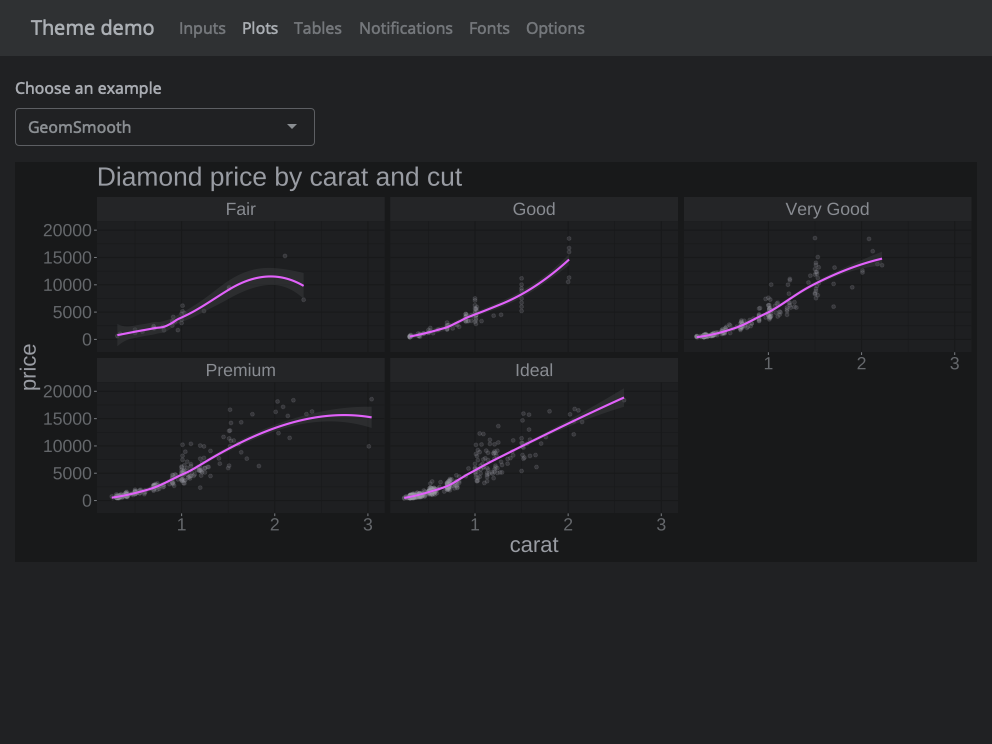 Theme demo Inputs Plots Tables Notifications Fonts Options
Choose an example
GeomSmooth
Diamond price by carat and cut
Fair Good Very Good
20000
15000
10000
5000
0
1 2 3
price
Premium Ideal
20000
15000
10000
5000
0
1 2 3 1 2 3
carat